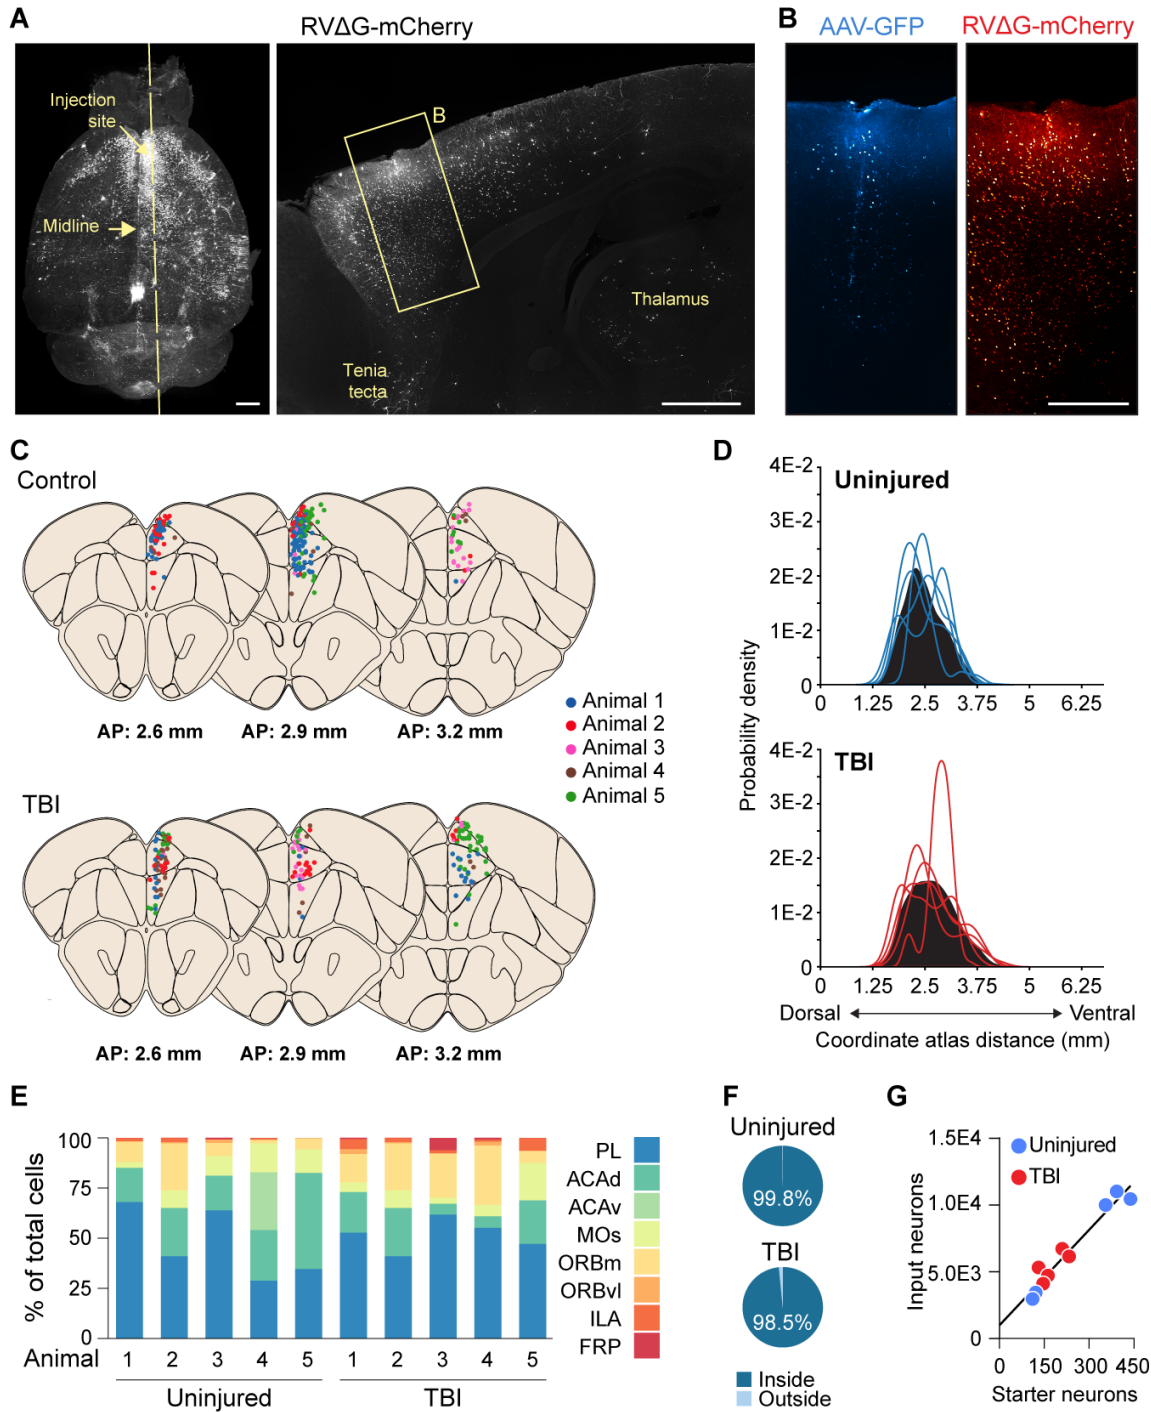 A
RVΔG-mCherry
Injection
site
Midline
B
Thalamus
Tenia
tecta
B
AAV-GFP
RVΔG-mCherry
C
Control
AP: 2.6 mm
AP: 2.9 mm
AP: 3.2 mm
Animal 1
Animal 2
Animal 3
Animal 4
Animal 5
TBI
AP: 2.6 mm
AP: 2.9 mm
AP: 3.2 mm
D
Probability density
Uninjured
4E-2
3E-2
2E-2
1E-2
0
0 1.25 2.5 3.75 5 6.25
TBI
4E-2
3E-2
2E-2
1E-2
0
0 1.25 2.5 3.75 5 6.25
Dorsal Ventral
Coordinate atlas distance (mm)
E
% of total cells
100
75
50
25
0
Animal 1 2 3 4 5 1 2 3 4 5
Uninjured TBI
PL
ACAd
ACAv
MOs
ORBm
ORBvl
ILA
FRP
F
Uninjured
99.8%
TBI
98.5%
Inside
Outside
G
Input neurons
1.5E4
1.0E4
5.0E3
0
Uninjured
TBI
0 150 300 450
Starter neurons